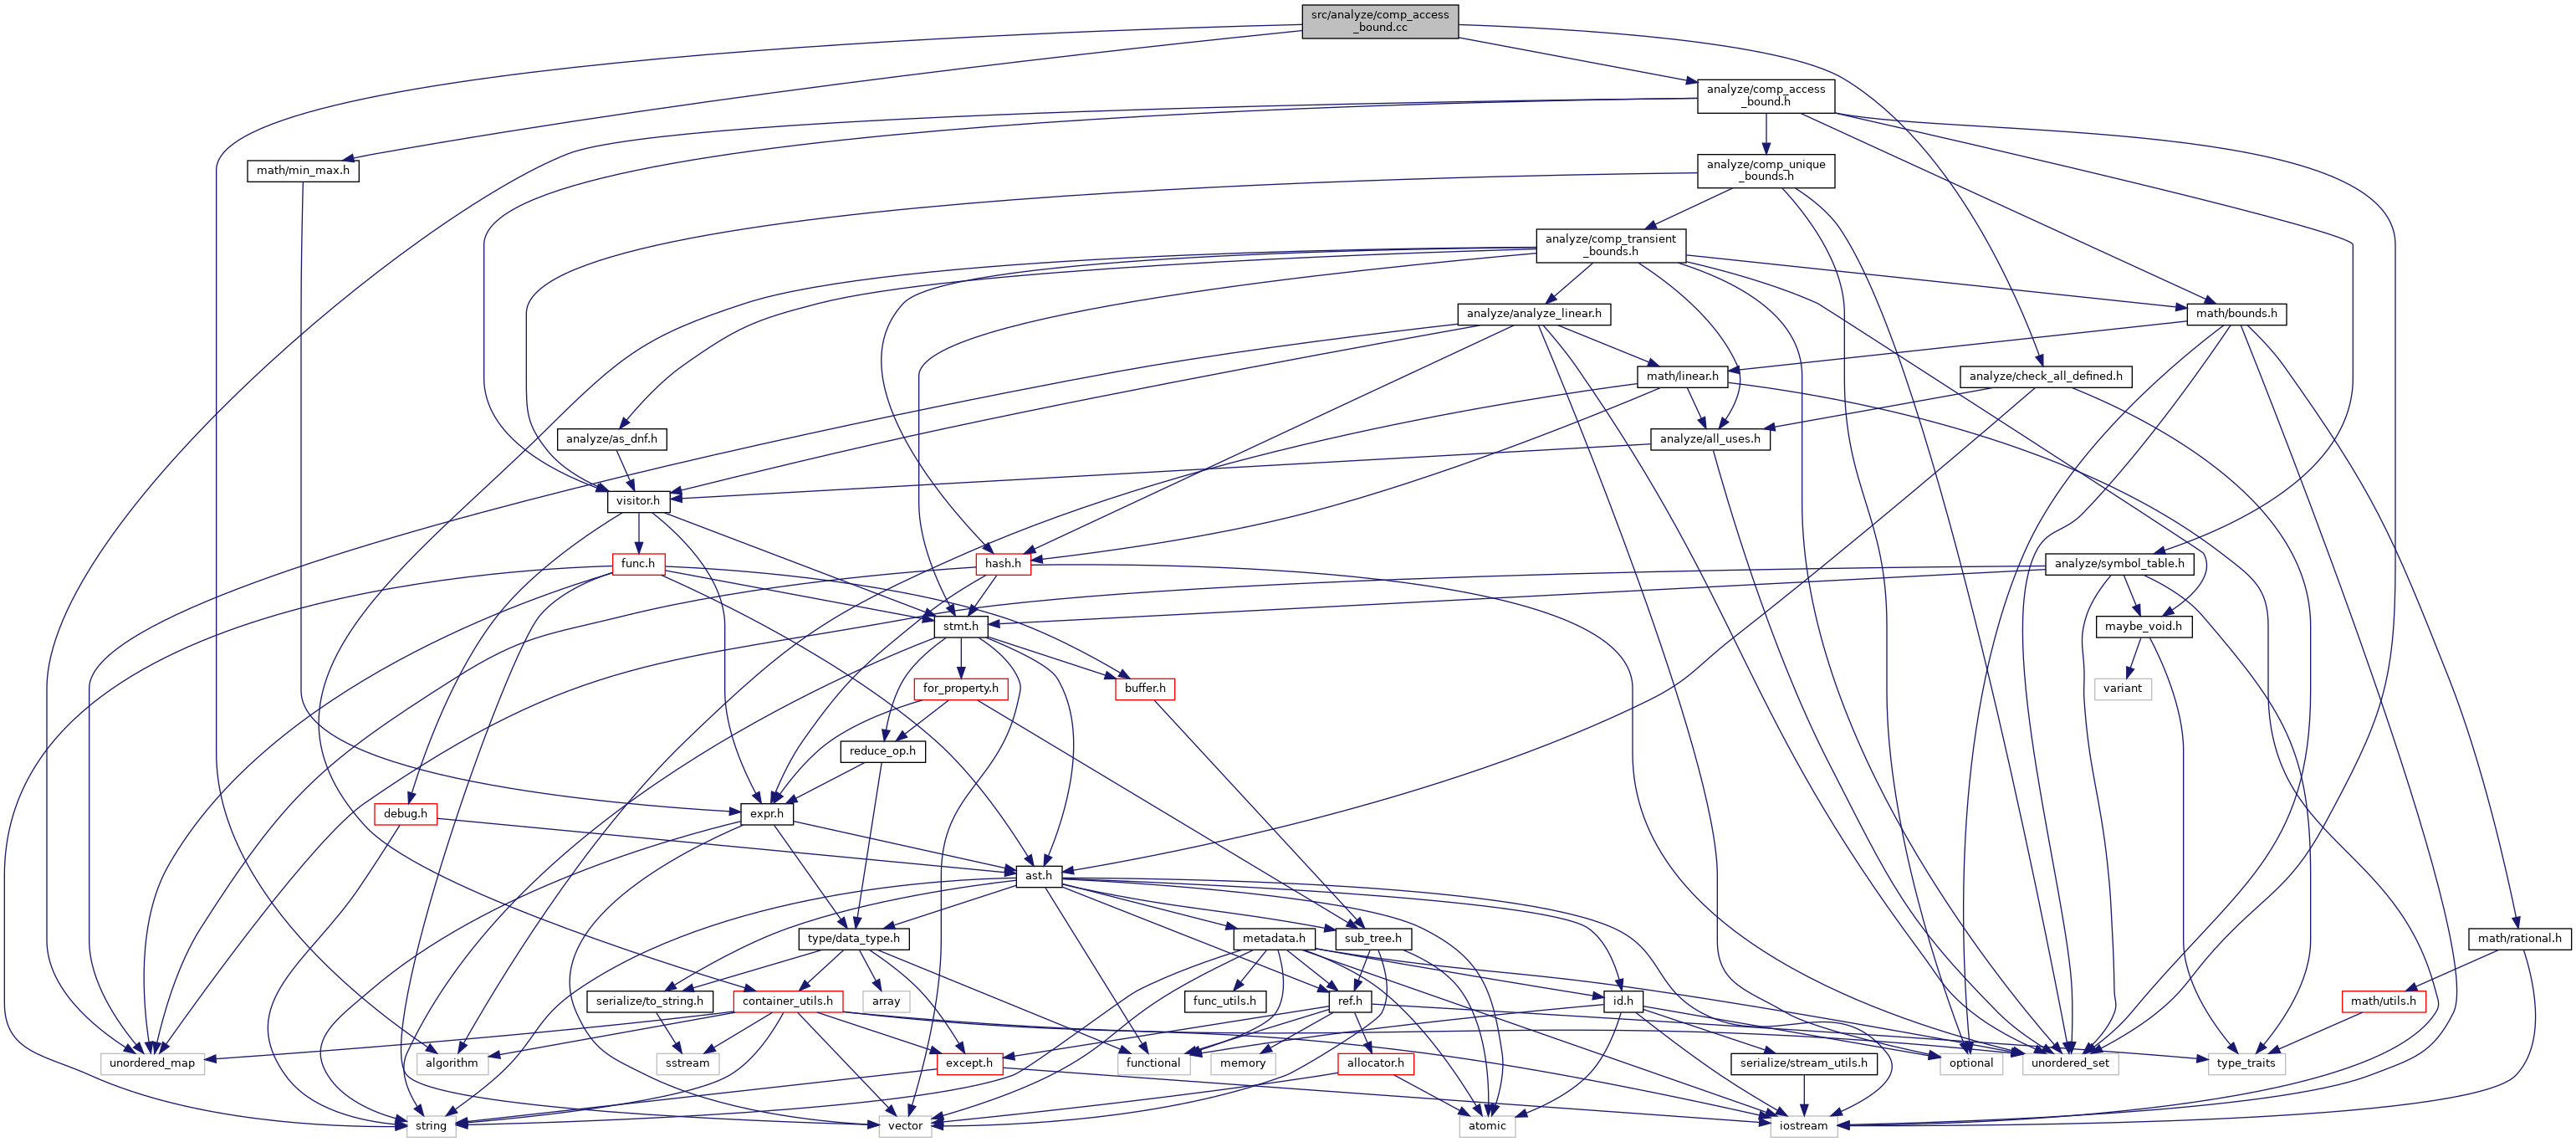 src/analyze/comp_access
_bound.cc
analyze/comp_access
_bound.h
math/min_max.h
analyze/comp_unique
_bounds.h
analyze/comp_transient
_bounds.h
analyze/analyze_linear.h
math/bounds.h
math/linear.h
analyze/check_all_defined.h
analyze/as_dnf.h
analyze/all_uses.h
visitor.h
func.h
hash.h
analyze/symbol_table.h
stmt.h
maybe_void.h
for_property.h
buffer.h
variant
reduce_op.h
debug.h
expr.h
ast.h
type/data_type.h
metadata.h
sub_tree.h
math/rational.h
serialize/to_string.h
container_utils.h
array
func_utils.h
ref.h
id.h
math/utils.h
unordered_map
algorithm
sstream
except.h
functional
memory
allocator.h
serialize/stream_utils.h
optional
unordered_set
type_traits
string
vector
atomic
iostream